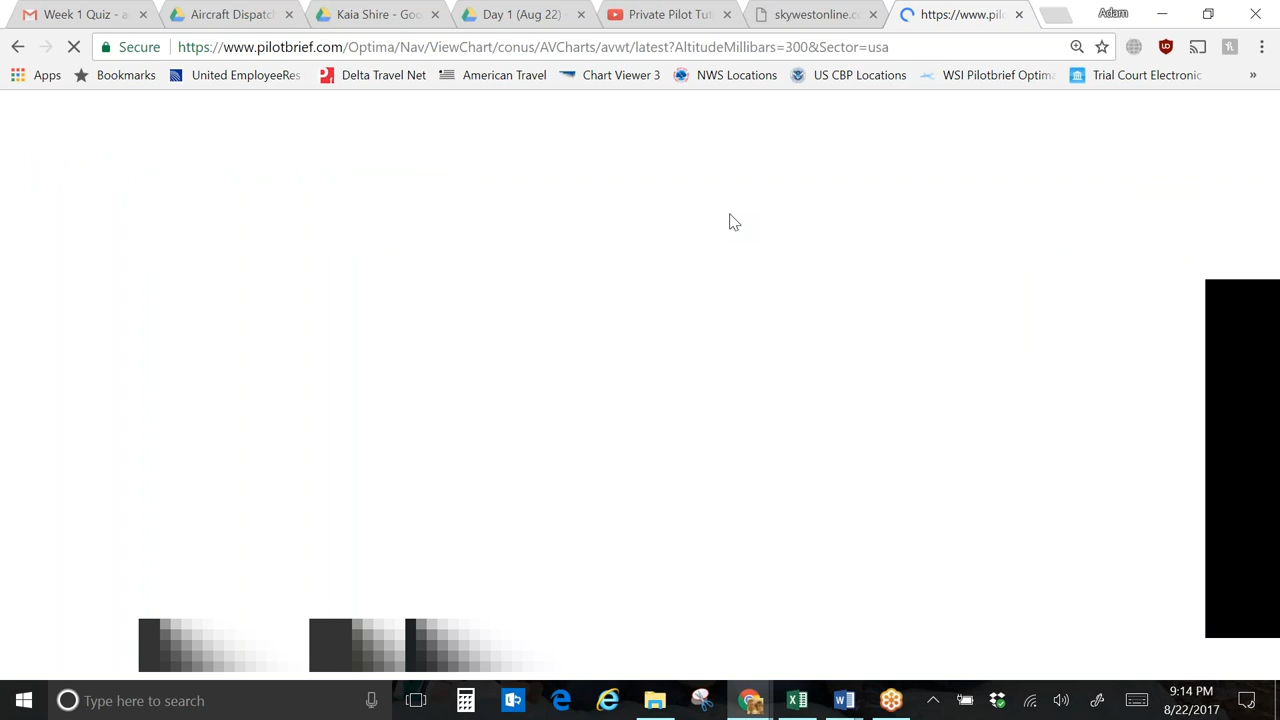 Week 1 Quiz - a
Aircraft Dispatc
Kaia Shire - Goo
Day 1 (Aug 22)
Private Pilot Tut
skywestonline.c
https://www.pil
Adam
Secure
https://www.pilotbrief.com/Optima/Nav/ViewChart/conus/AVCharts/avwt/latest?AltitudeMillibars=300&Sector=usa
Apps
Bookmarks
United EmployeeRes
Delta Travel Net
American Travel
Chart Viewer 3
NWS Locations
US CBP Locations
WSI Pilotbrief Optima
Trial Court Electronic
»
Type here to search
9:14 PM
8/22/2017